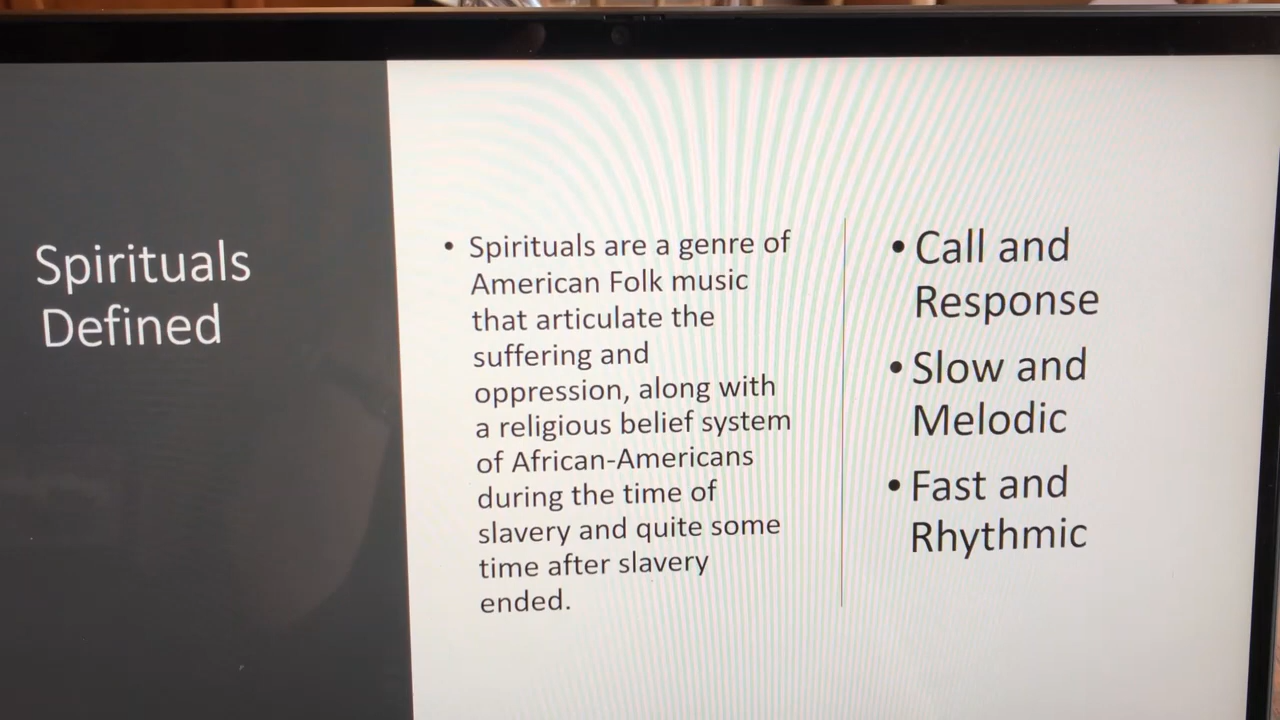 Spirituals
Defined
• Spirituals are a genre of
American Folk music
that articulate the
suffering and
oppression, along with
a religious belief system
of African-Americans
during the time of
slavery and quite some
time after slavery
ended.
• Call and
Response
• Slow and
Melodic
• Fast and
Rhythmic